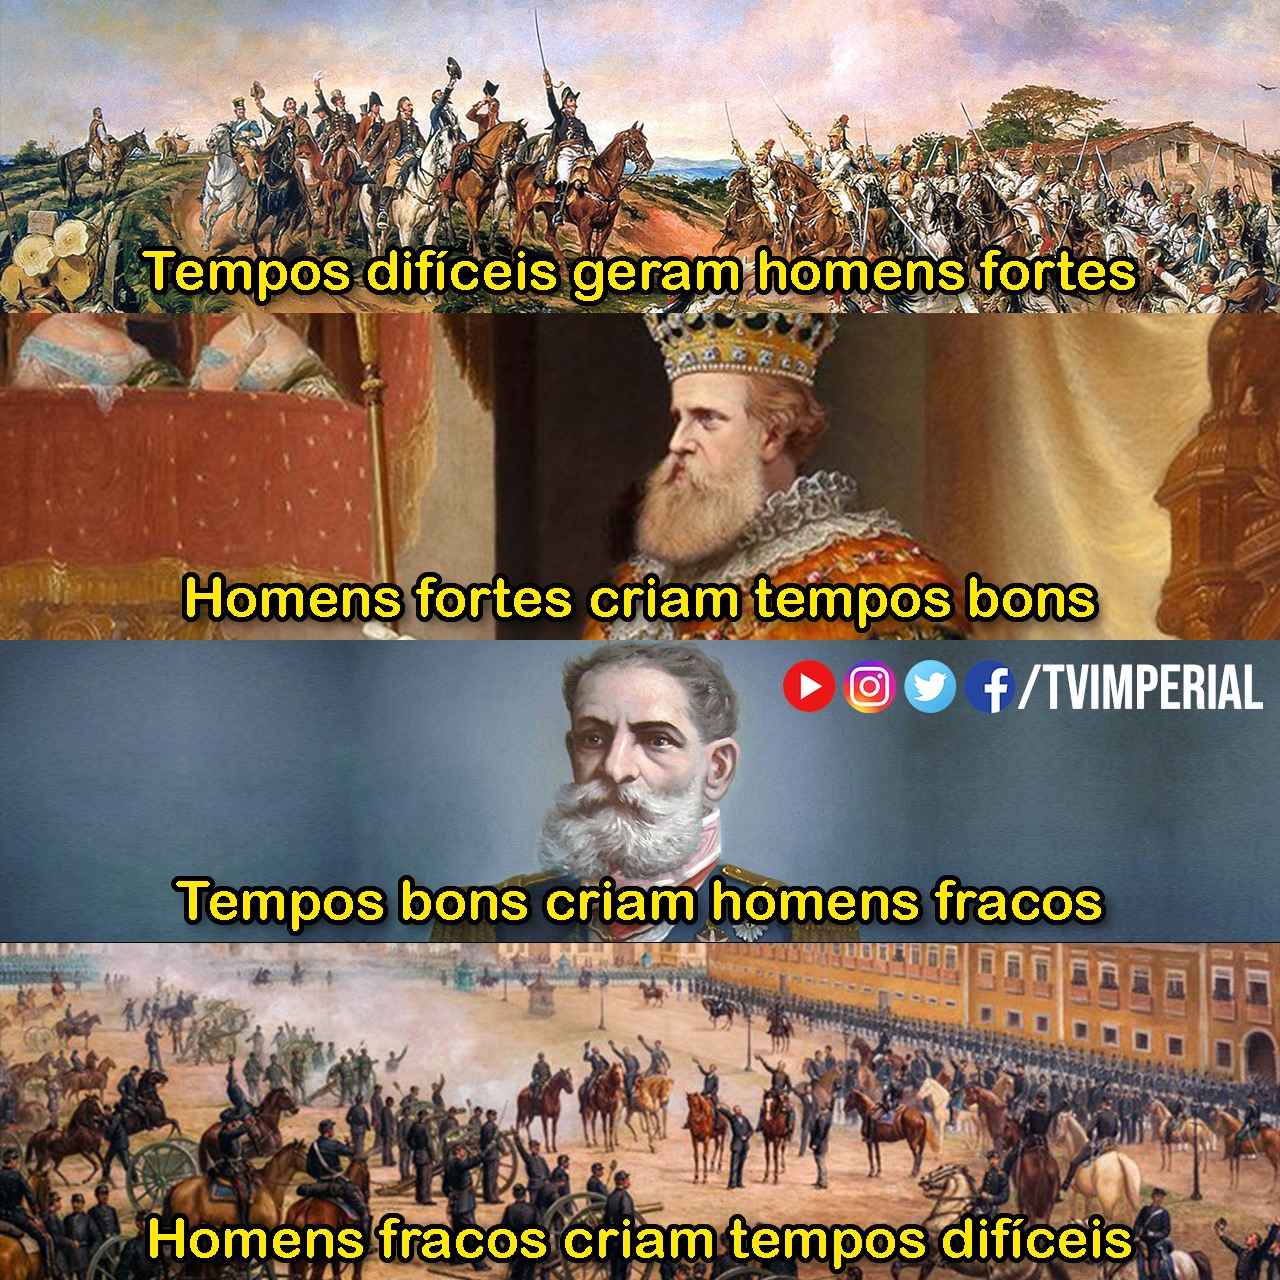 Tempos difíceis geram homens fortes
Homens fortes criam tempos bons
/TVIMPERIAL
Tempos bons criam homens fracos
Homens fracos criam tempos difíceis